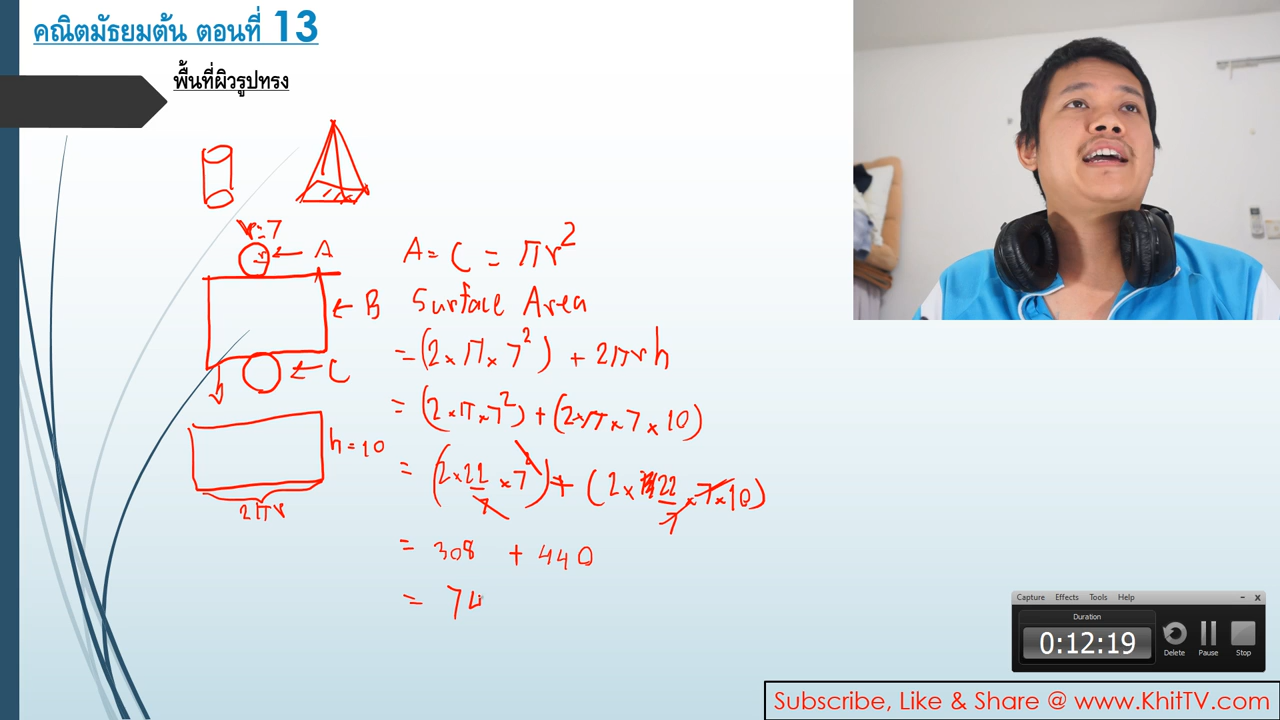 คณิตมัธยมต้น ตอนที่ 13
พื้นที่ผิวรูปทรง
r=7
r
A
B
C
h=10
2πr
A=C=πr²
Surface Area
=(2×π×7²)+2πrh
=(2×π×7²)+(2×π×7×10)
=(2×22/7×7²)+(2×22/7×7×10)
=308+440
=74
Capture Effects Tools Help
Duration
0:12:19
Delete Pause Stop
Subscribe, Like & Share @ www.KhitTV.com